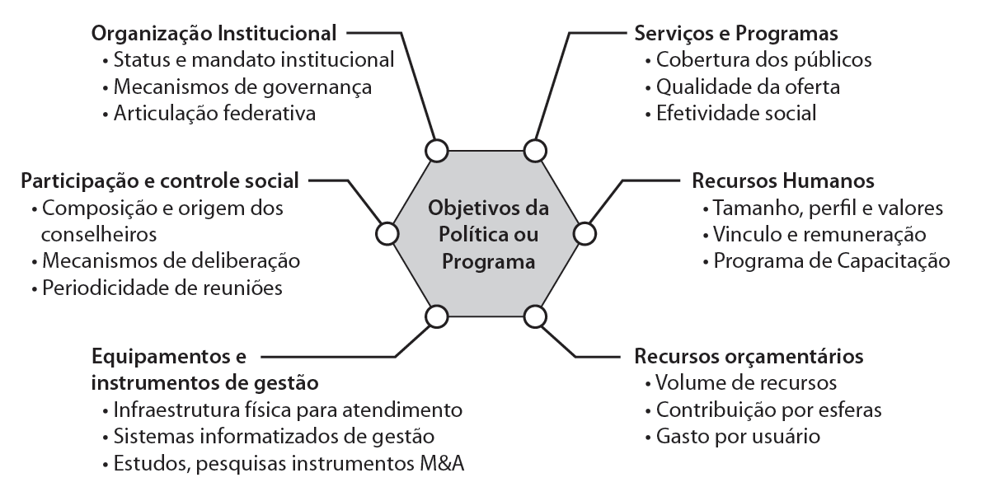 Organização Institucional
• Status e mandato institucional
• Mecanismos de governança
• Articulação federativa
Serviços e Programas
• Cobertura dos públicos
• Qualidade da oferta
• Efetividade social
Participação e controle social
• Composição e origem dos
conselheiros
• Mecanismos de deliberação
• Periodicidade de reuniões
Objetivos da
Política ou
Programa
Recursos Humanos
• Tamanho, perfil e valores
• Vinculo e remuneração
• Programa de Capacitação
Equipamentos e
instrumentos de gestão
• Infraestrutura física para atendimento
• Sistemas informatizados de gestão
• Estudos, pesquisas instrumentos M&A
Recursos orçamentários
• Volume de recursos
• Contribuição por esferas
• Gasto por usuário